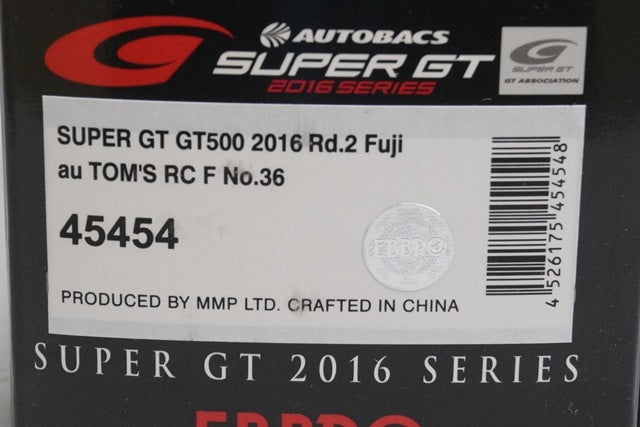 AUTOBACS
SUPER GT
2016 SERIES
SUPER GT
GT ASSOCIATION
SUPER GT GT500 2016 Rd.2 Fuji
au TOM'S RC F No.36
45454
EBBRO
4 526175 454548
PRODUCED BY MMP LTD. CRAFTED IN CHINA
SUPER GT 2016 SERIES
EBBRO